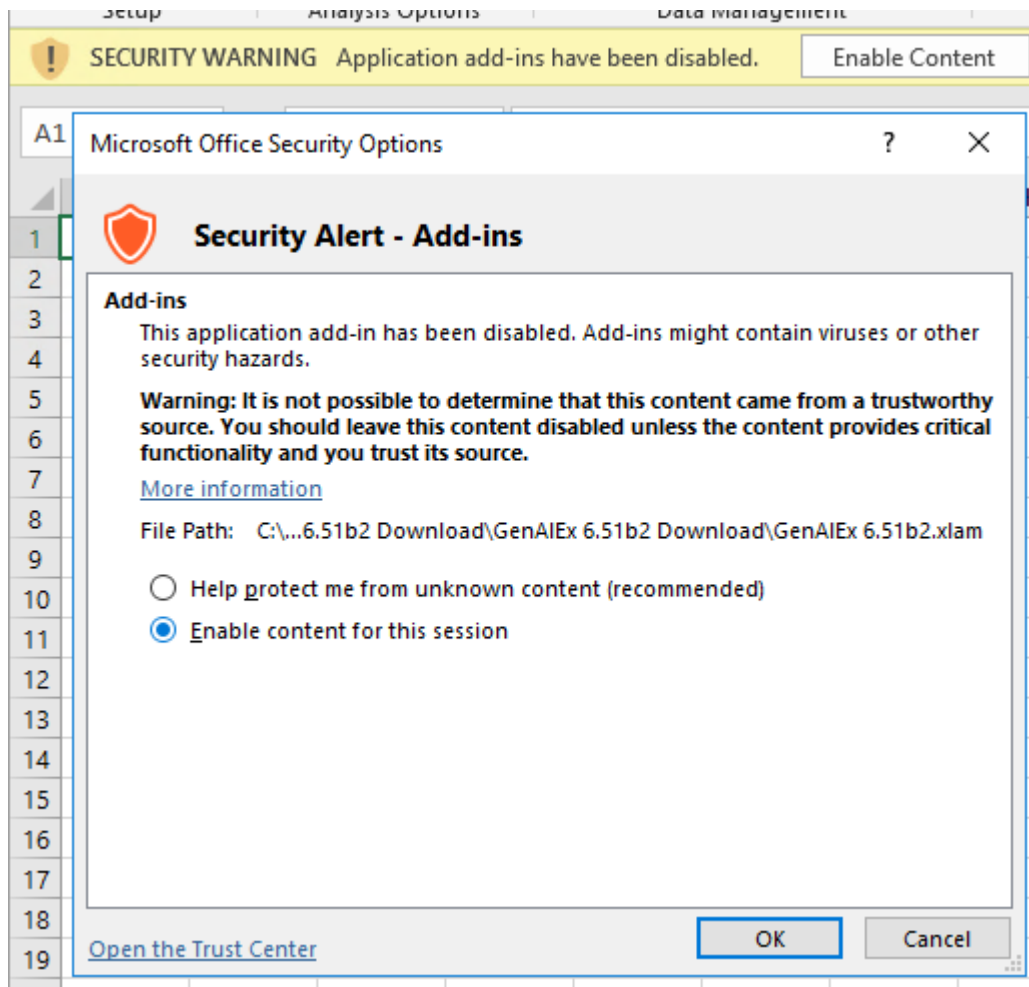 Setup Analysis Options Data Management
SECURITY WARNING Application add-ins have been disabled. Enable Content
A1
Microsoft Office Security Options ? ×
Security Alert - Add-ins
Add-ins
This application add-in has been disabled. Add-ins might contain viruses or other
security hazards.
Warning: It is not possible to determine that this content came from a trustworthy
source. You should leave this content disabled unless the content provides critical
functionality and you trust its source.
More information
File Path: C:\...6.51b2 Download\GenAlEx 6.51b2 Download\GenAlEx 6.51b2.xlam
Help protect me from unknown content (recommended)
Enable content for this session
Open the Trust Center OK Cancel
1
2
3
4
5
6
7
8
9
10
11
12
13
14
15
16
17
18
19